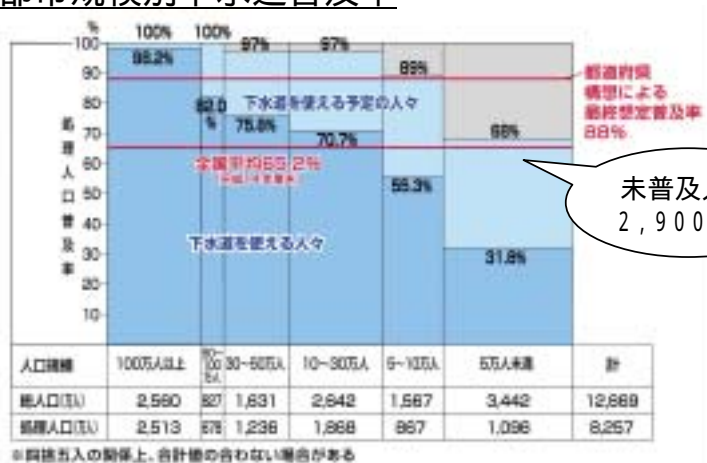 都市規模別下水道普及率
%
100% 100%
100
98.2%
97%
97%
90
89%
80
82.0
%
下水道を使える予定の人々
都道府県
構想による
最終想定普及率
88%
75.8%
70
70.7%
68%
60
全国平均65.2%
処理人口普及率
50
55.3%
40
下水道を使える人々
30
31.8%
20
10
未普及人
2,900
人口規模 100万人以上 50~100万人 30~50万人 10~30万人 5~10万人 5万人未満 計
総人口(万人) 2,560 827 1,631 2,642 1,567 3,442 12,669
処理人口(万人) 2,513 678 1,236 1,868 867 1,096 8,257
※四捨五入の関係上、合計値の合わない場合がある